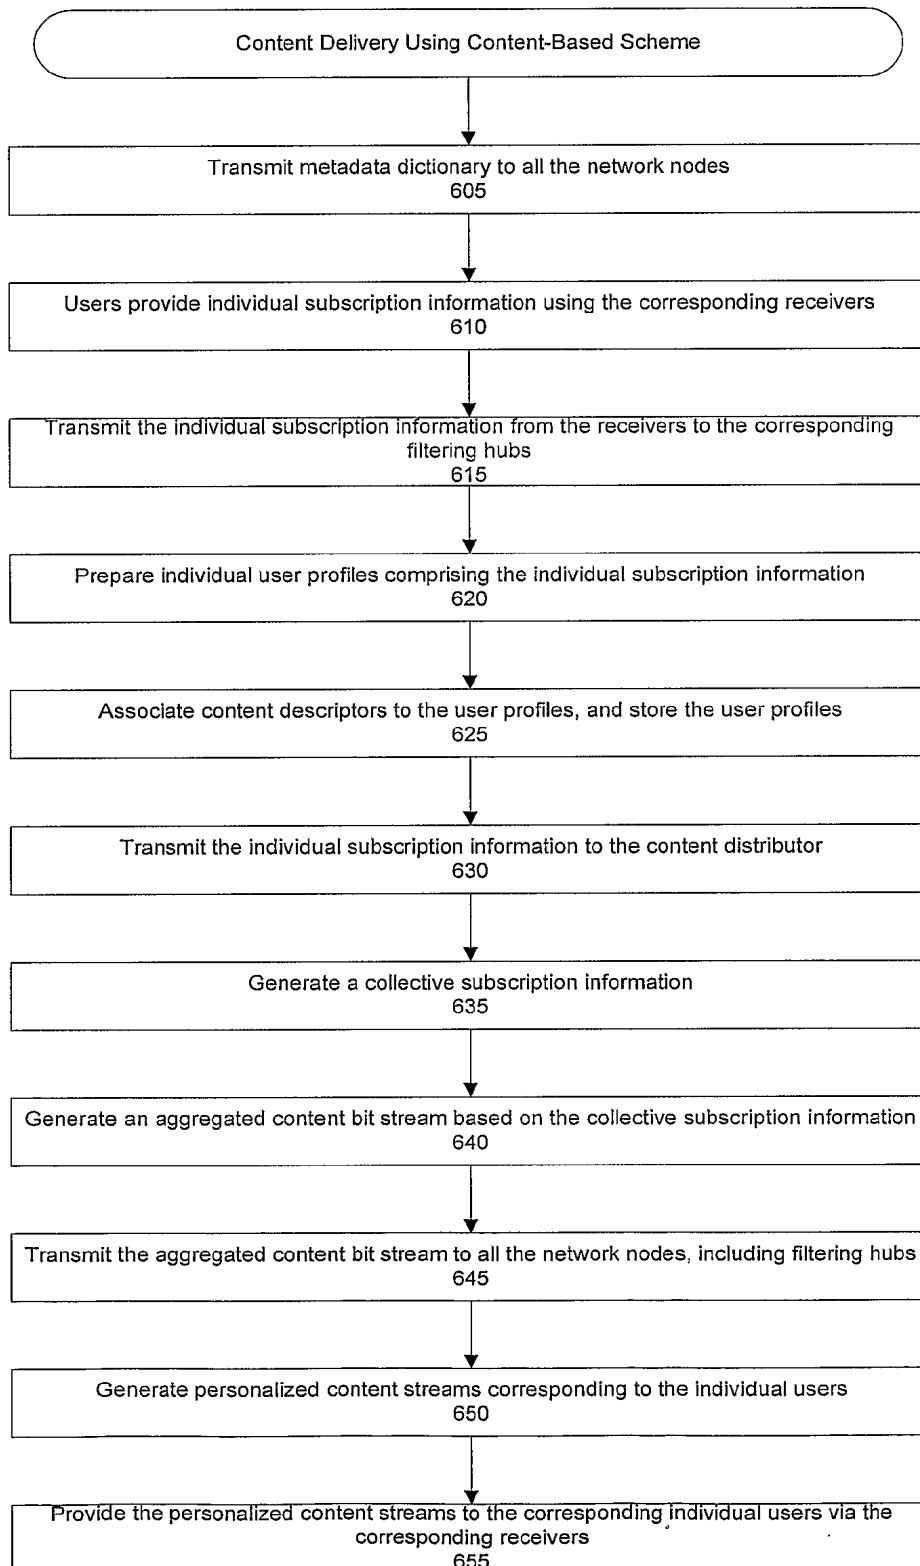 Content Delivery Using Content-Based Scheme
Transmit metadata dictionary to all the network nodes
605
Users provide individual subscription information using the corresponding receivers
610
Transmit the individual subscription information from the receivers to the corresponding
filtering hubs
615
Prepare individual user profiles comprising the individual subscription information
620
Associate content descriptors to the user profiles, and store the user profiles
625
Transmit the individual subscription information to the content distributor
630
Generate a collective subscription information
635
Generate an aggregated content bit stream based on the collective subscription information
640
Transmit the aggregated content bit stream to all the network nodes, including filtering hubs
645
Generate personalized content streams corresponding to the individual users
650
Provide the personalized content streams to the corresponding individual users via the
corresponding receivers
655